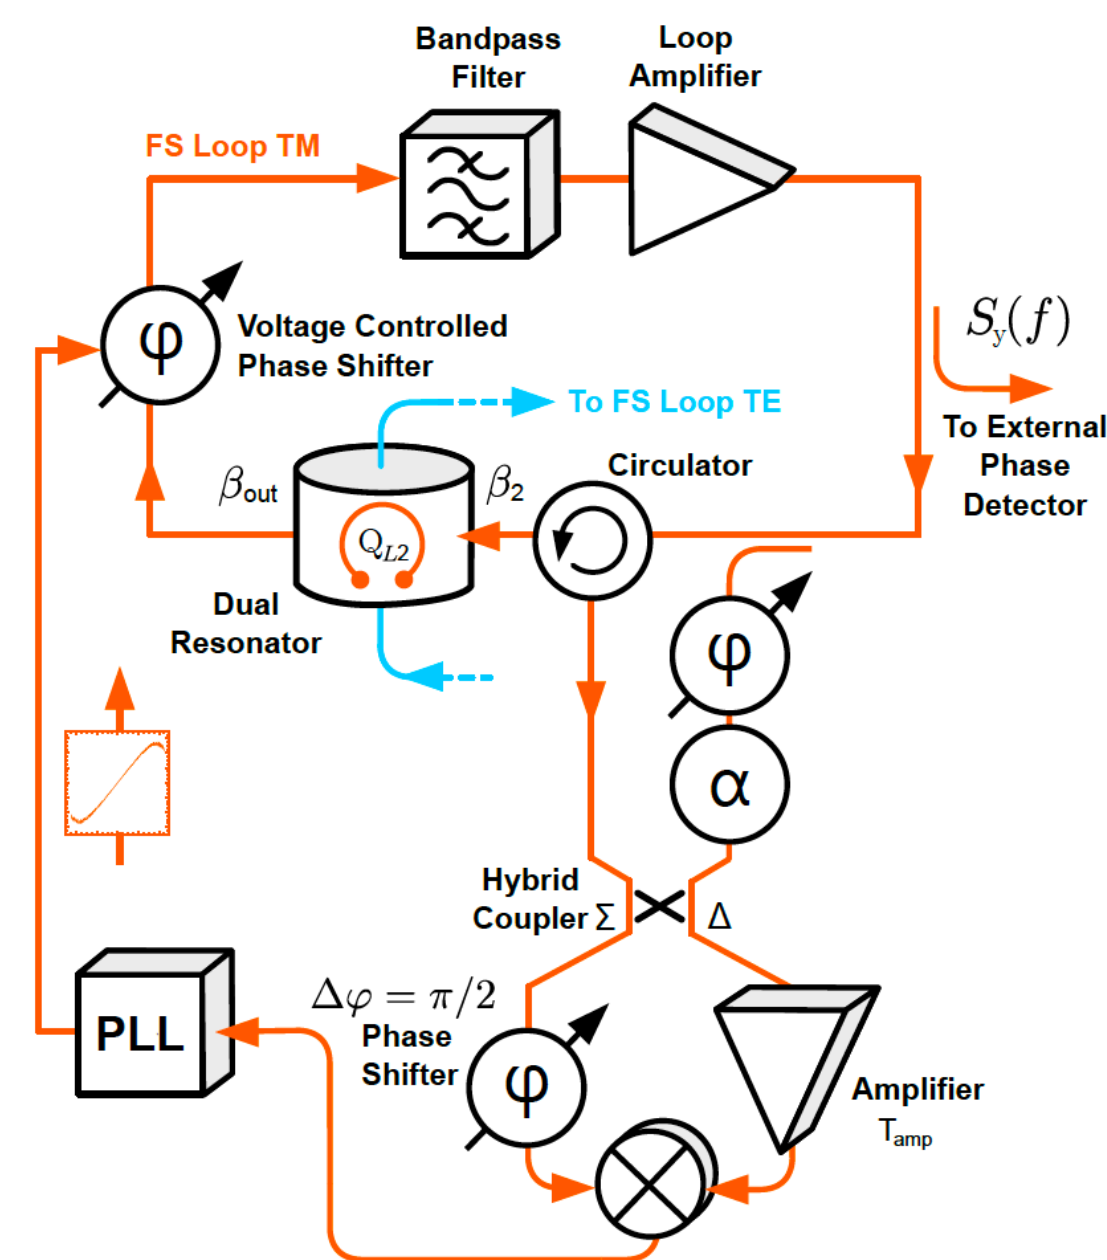 Bandpass
Filter
Loop
Amplifier
FS Loop TM
φ
Voltage Controlled
Phase Shifter
S_y(f)
To FS Loop TE
To External
Phase
Detector
β_out
β_2
Circulator
Q_L2
Dual
Resonator
φ
α
Hybrid
Coupler Σ
Δ
Δφ = π/2
Phase
Shifter
φ
PLL
Amplifier
T_amp